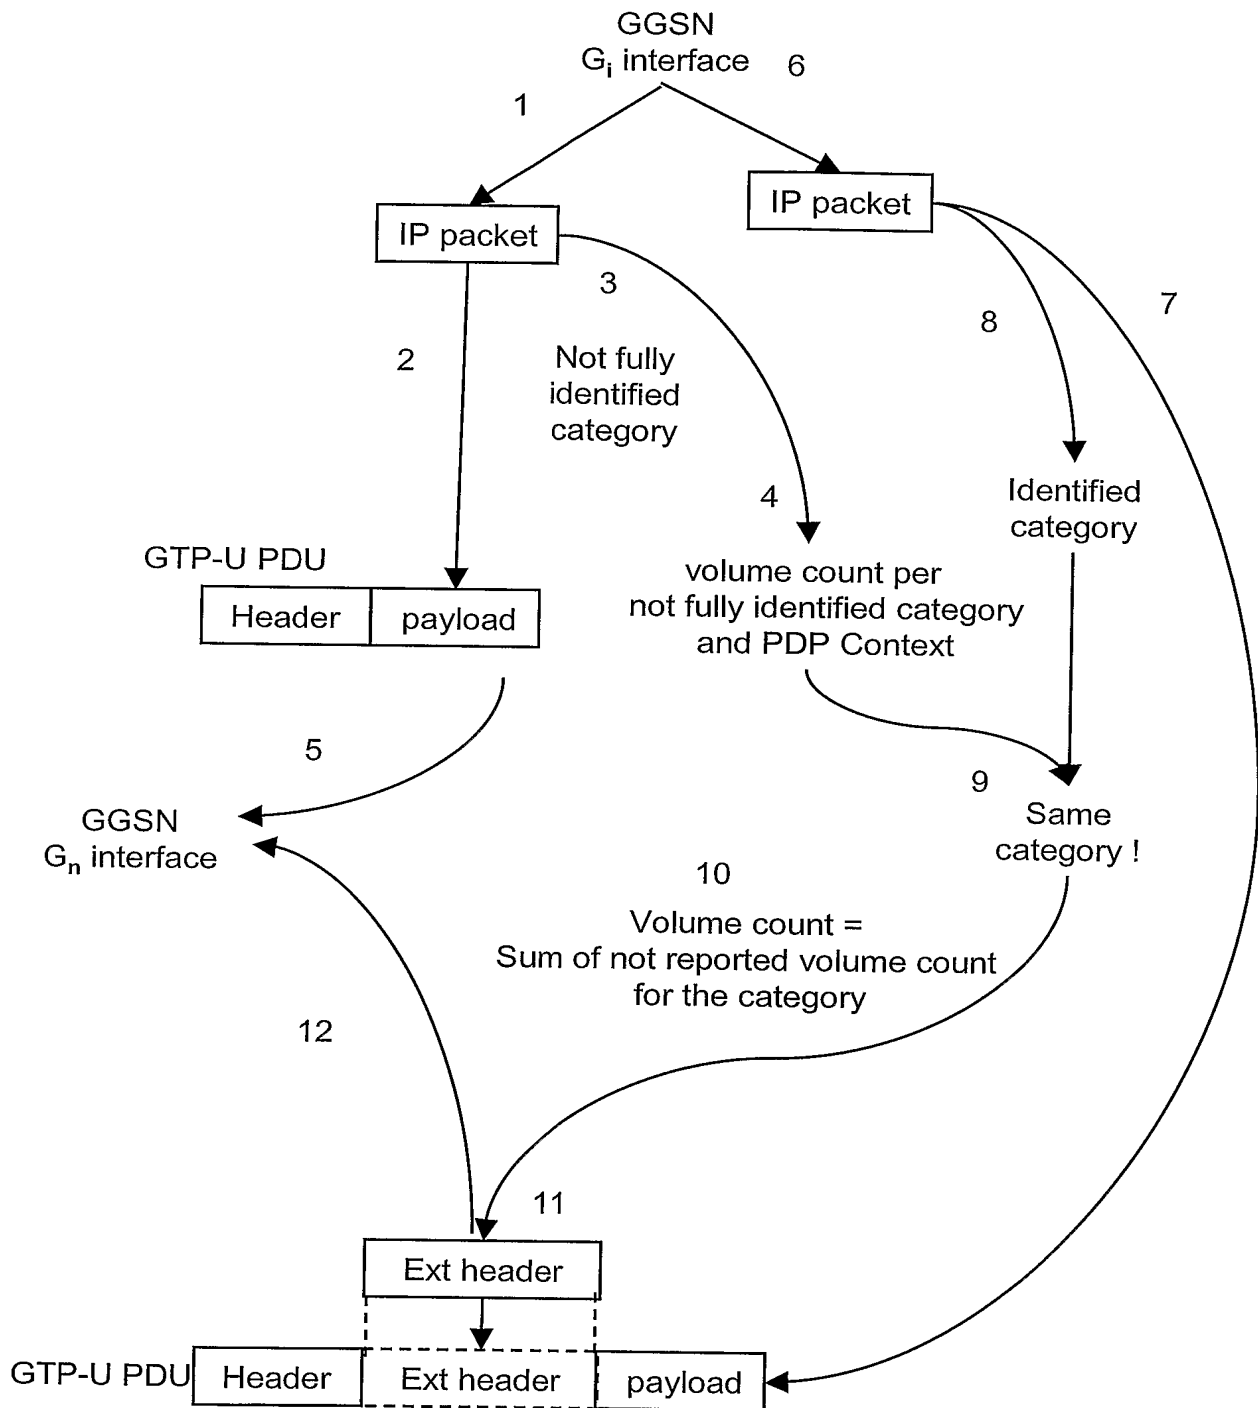 GGSN
Gi interface
6
1
IP packet
IP packet
3
7
8
2
Not fully
identified
category
4
Identified
category
GTP-U PDU
Header
payload
volume count per
not fully identified category
and PDP Context
5
9
GGSN
Gn interface
Same
category !
10
Volume count =
Sum of not reported volume count
for the category
12
11
Ext header
GTP-U PDU
Header
Ext header
payload